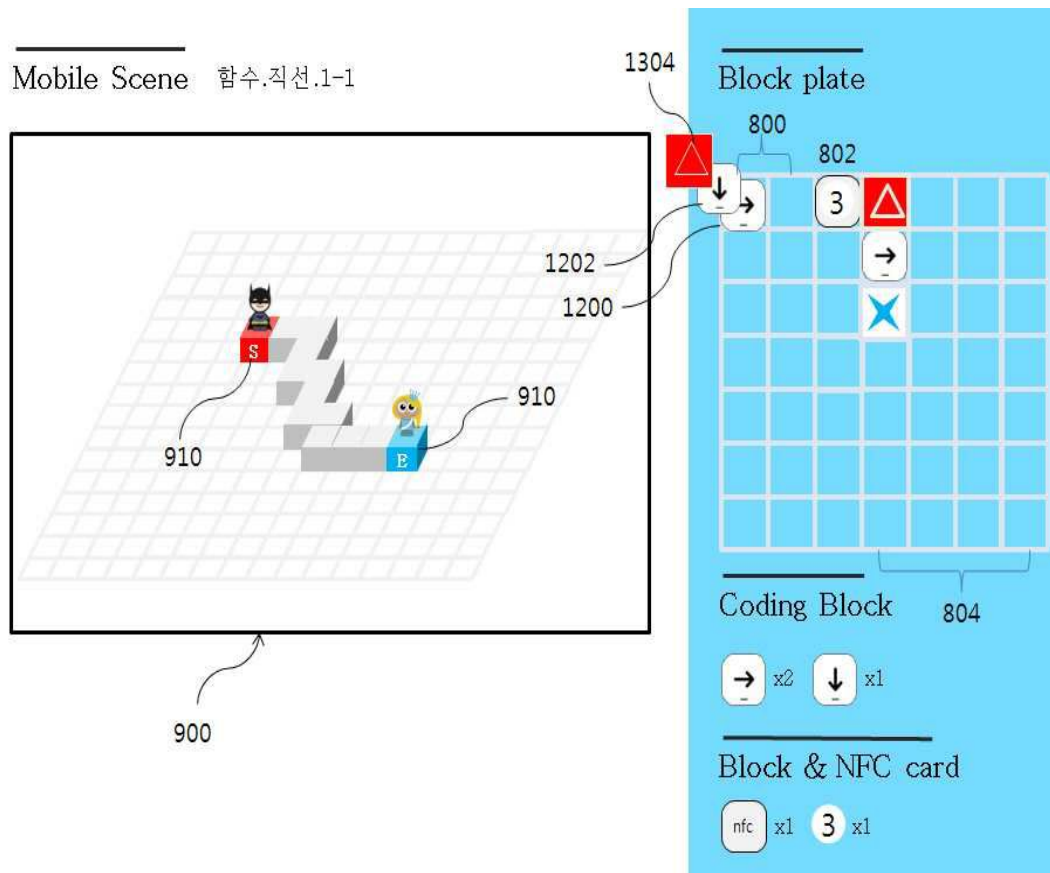 Mobile Scene 함수.직선.1-1
1304
Block plate
800
802
3
1202
1200
S
910
910
E
Coding Block
804
x2 x1
900
Block & NFC card
nfc x1 3 x1